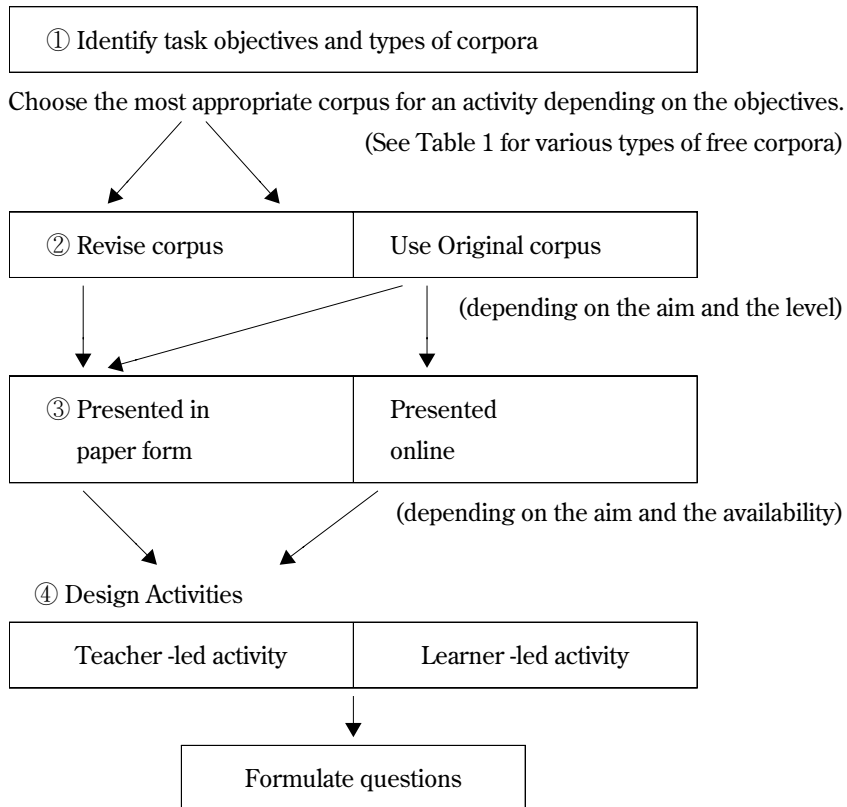 ① Identify task objectives and types of corpora
Choose the most appropriate corpus for an activity depending on the objectives.
(See Table 1 for various types of free corpora)
② Revise corpus
Use Original corpus
(depending on the aim and the level)
③ Presented in
paper form
Presented
online
(depending on the aim and the availability)
④ Design Activities
Teacher -led activity
Learner -led activity
Formulate questions